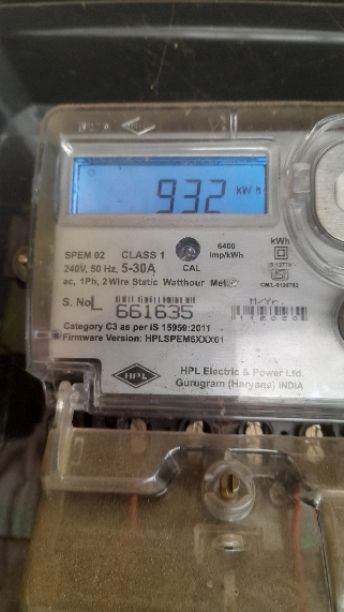 932 kWh
SPEM 02 CLASS 1 6400 kWh
240V, 50 Hz, 5-30A CAL imp/kWh
ac, 1Ph, 2 Wire Static Watthour Meter
S. No L 661635 M/Yr.
Category C3 as per IS 15959:2011
Firmware Version: HPLSPEM6XXX61
HPL HPL Electric & Power Ltd.
Gurugram (Haryana) INDIA